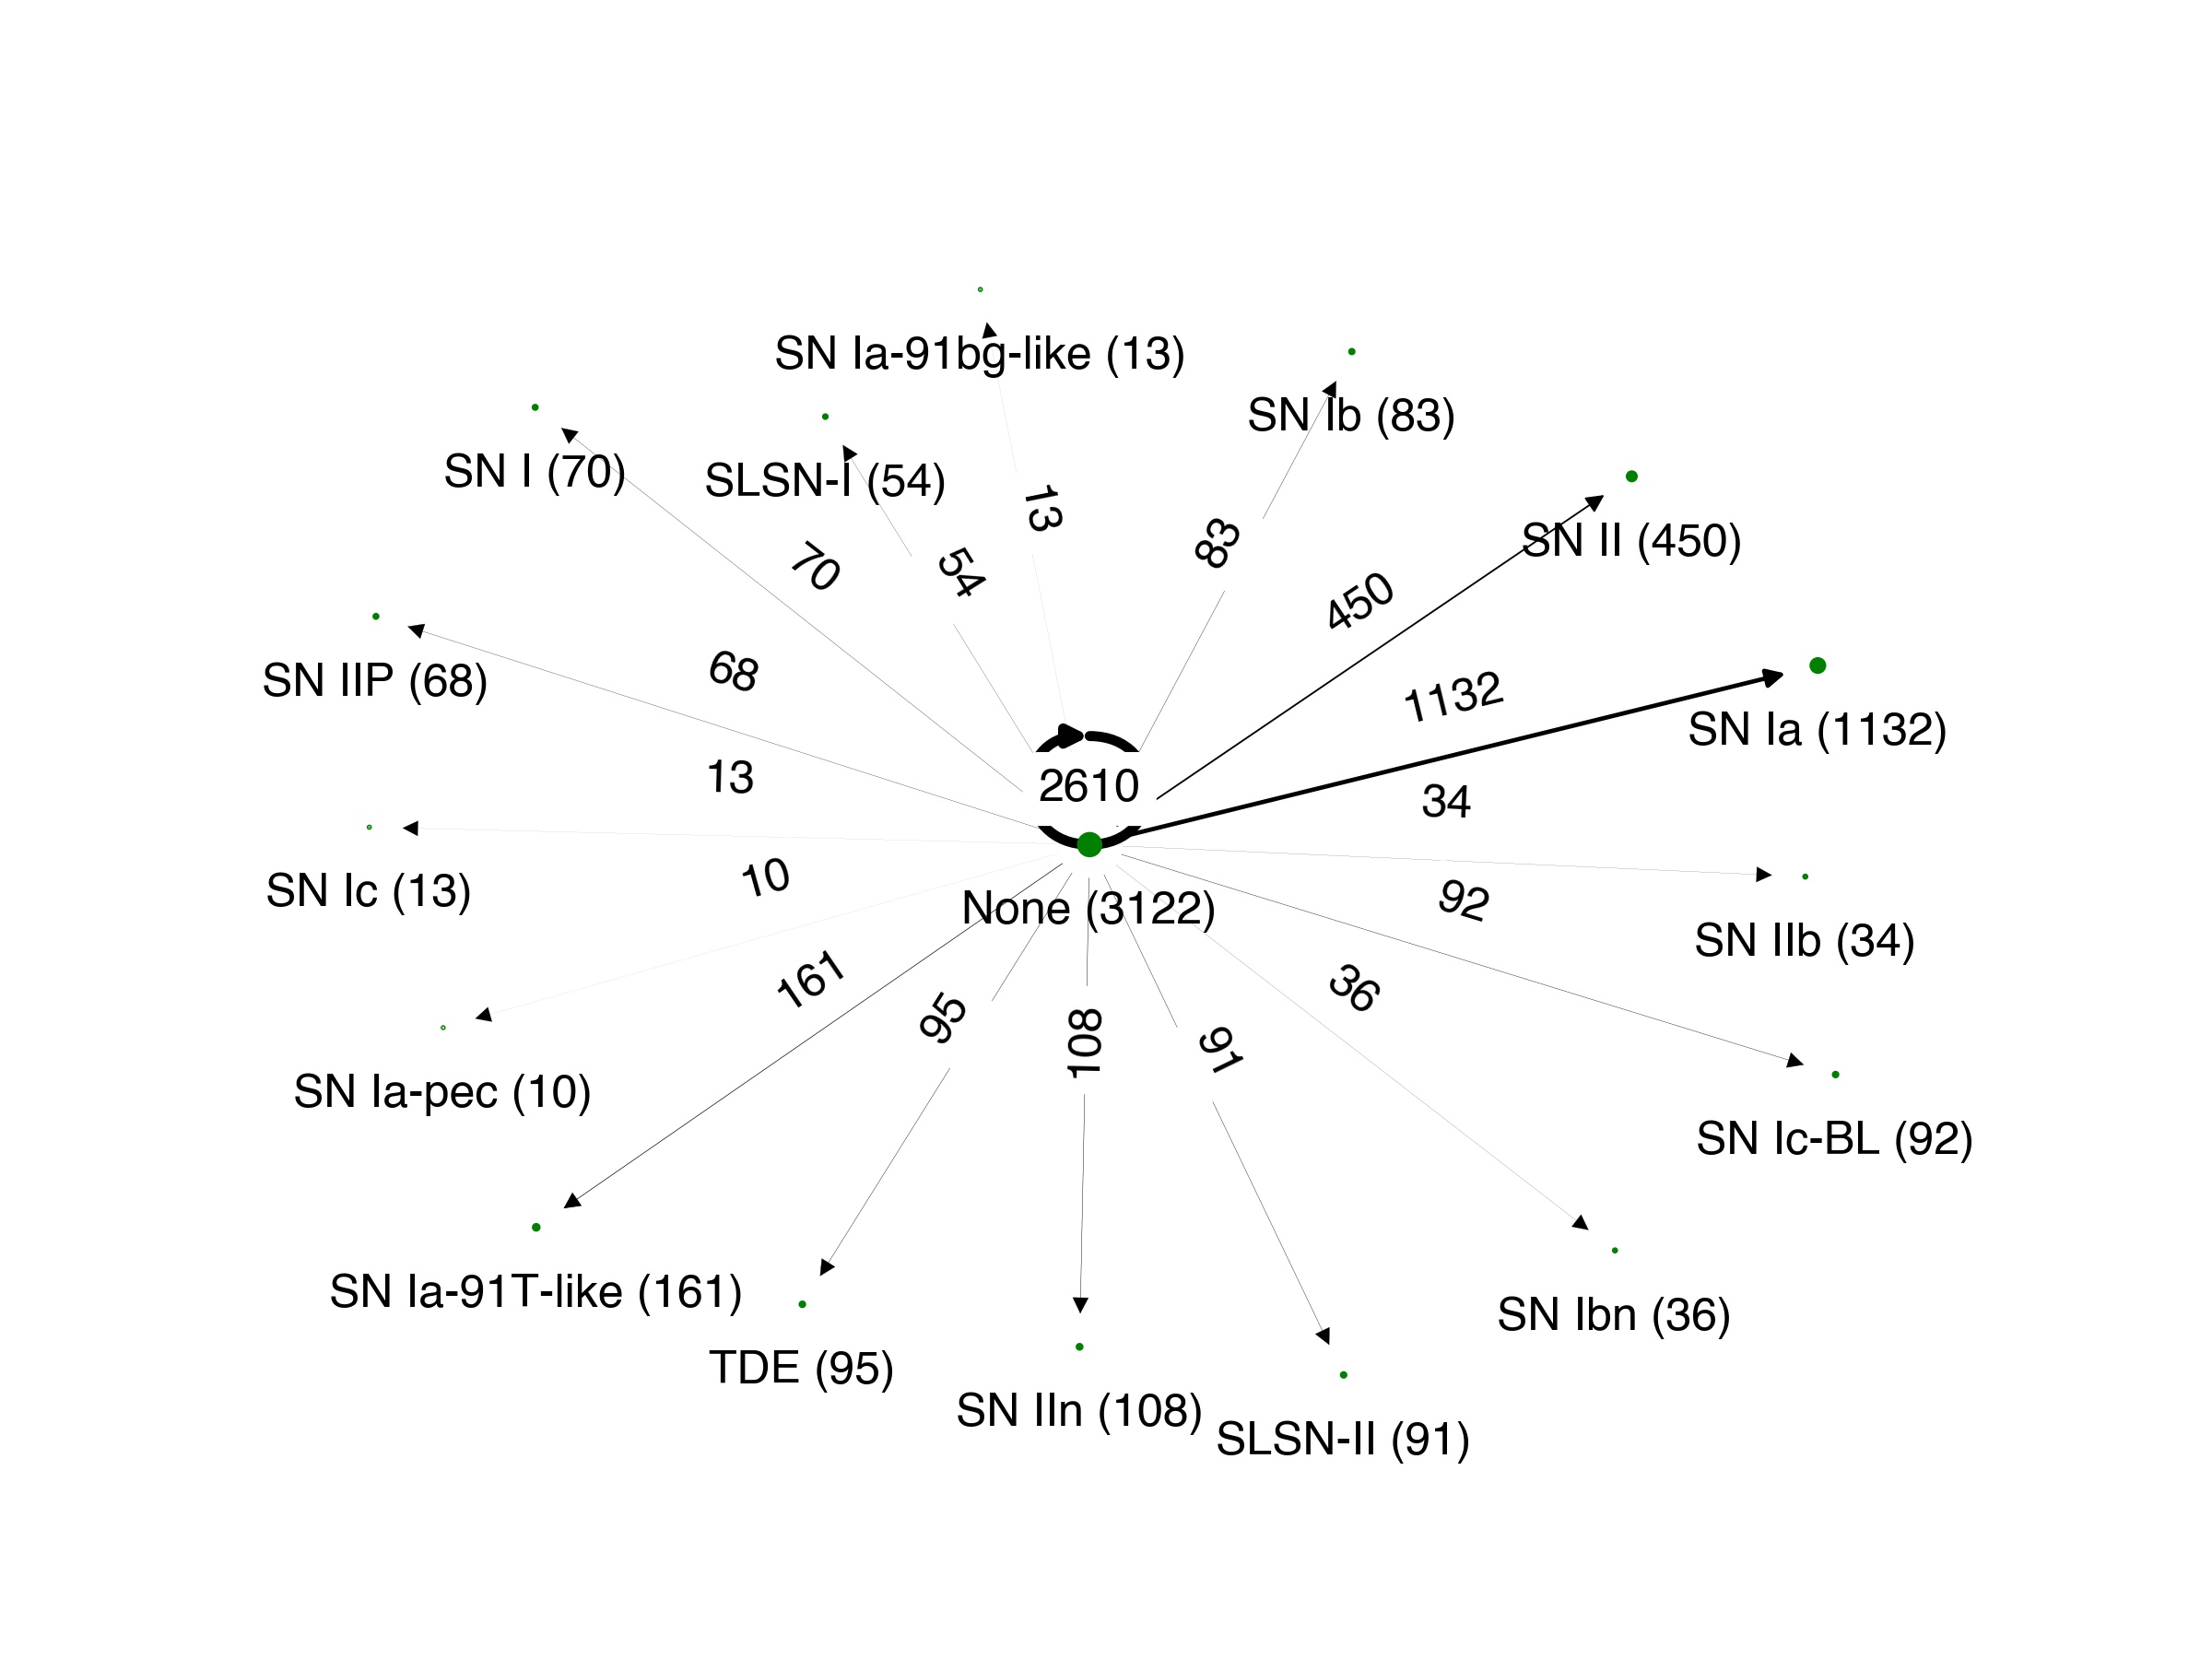 SN Ia-91bg-like (13)
SN Ib (83)
SN I (70)
SLSN-I (54)
13
83
SN II (450)
70
54
450
68
SN IIP (68)
1132
SN Ia (1132)
13
2610
34
SN Ic (13)
10
None (3122)
92
SN IIb (34)
161
95
108
91
36
SN Ia-pec (10)
SN Ic-BL (92)
SN Ia-91T-like (161)
SN Ibn (36)
TDE (95)
SN IIn (108)
SLSN-II (91)